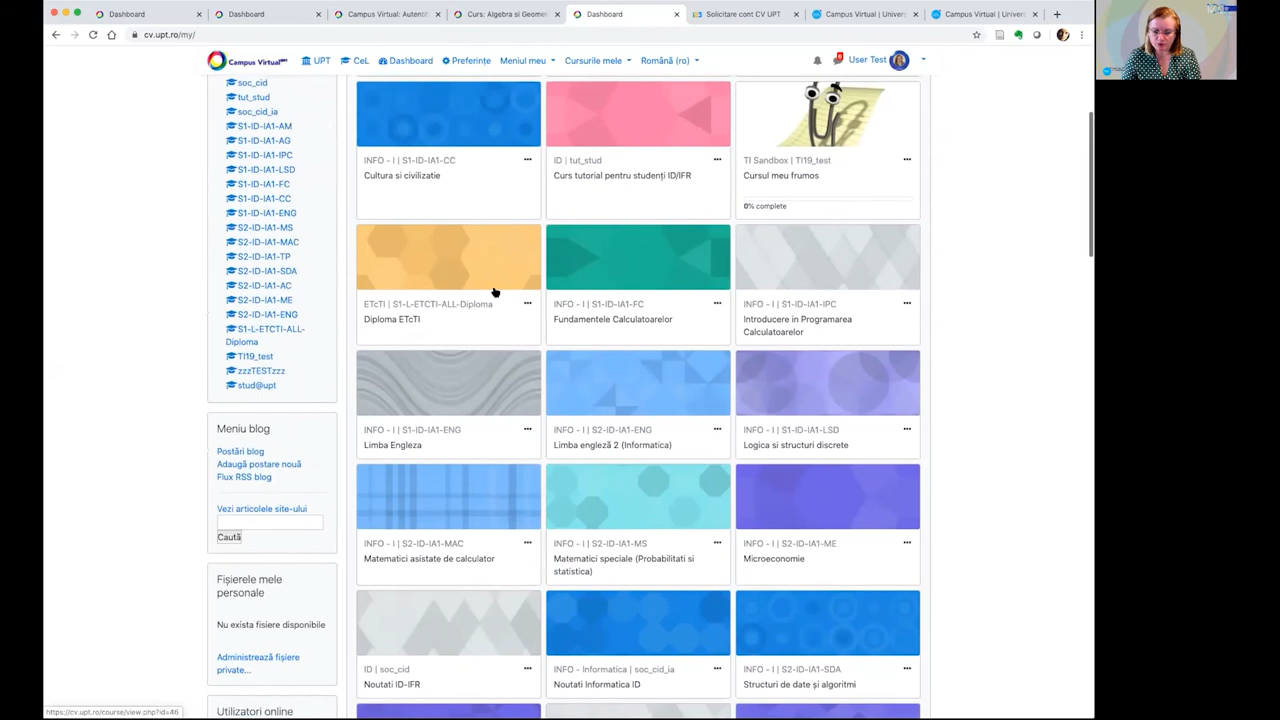 Dashboard
Dashboard
Campus Virtual: Autentif
Curs: Algebra si Geome
Dashboard
Solicitare cont CV UPT
Campus Virtual | Univers
Campus Virtual | Univers
cv.upt.ro/my/
Campus Virtual UPT
UPT
CeL
Dashboard
Preferințe
Meniul meu
Cursurile mele
Română (ro)
User Test
soc_cid
tut_stud
soc_cid_ia
S1-ID-IA1-AM
S1-ID-IA1-AG
S1-ID-IA1-IPC
S1-ID-IA1-LSD
S1-ID-IA1-FC
S1-ID-IA1-CC
S1-ID-IA1-ENG
S2-ID-IA1-MS
S2-ID-IA1-MAC
S2-ID-IA1-TP
S2-ID-IA1-SDA
S2-ID-IA1-AC
S2-ID-IA1-ME
S2-ID-IA1-ENG
S1-L-ETCTI-ALL-
Diploma
TI19_test
zzzTESTzzz
stud@upt
Meniu blog
Postări blog
Adaugă postare nouă
Flux RSS blog
Vezi articolele site-ului
Caută
Fișierele mele
personale
Nu exista fisiere disponibile
Administrează fișiere
private...
Utilizatori online
INFO - I | S1-ID-IA1-CC
Cultura si civilizatie
ID | tut_stud
Curs tutorial pentru studenți ID/IFR
TI Sandbox | TI19_test
Cursul meu frumos
0% complete
ETcTI | S1-L-ETCTI-ALL-Diploma
Diploma ETcTI
INFO - I | S1-ID-IA1-FC
Fundamentele Calculatoarelor
INFO - I | S1-ID-IA1-IPC
Introducere in Programarea
Calculatoarelor
INFO - I | S1-ID-IA1-ENG
Limba Engleza
INFO - I | S2-ID-IA1-ENG
Limba engleză 2 (Informatica)
INFO - I | S1-ID-IA1-LSD
Logica si structuri discrete
INFO - I | S2-ID-IA1-MAC
Matematici asistate de calculator
INFO - I | S2-ID-IA1-MS
Matematici speciale (Probabilitati si
statistica)
INFO - I | S2-ID-IA1-ME
Microeconomie
ID | soc_cid
Noutati ID-IFR
INFO - Informatica | soc_cid_ia
Noutati Informatica ID
INFO - I | S2-ID-IA1-SDA
Structuri de date și algoritmi
https://cv.upt.ro/course/view.php?id=46